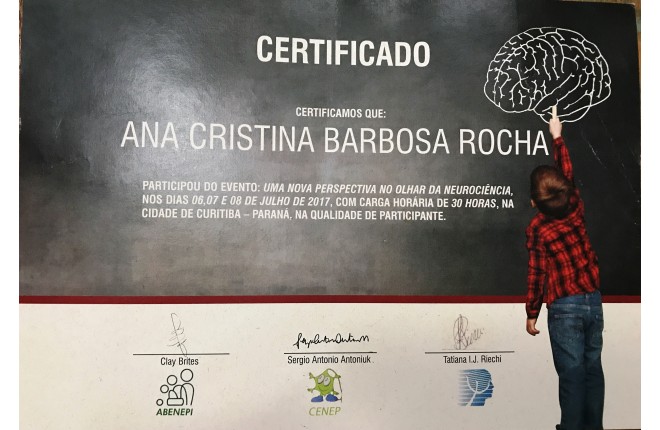 CERTIFICADO
CERTIFICAMOS QUE:
ANA CRISTINA BARBOSA ROCHA
PARTICIPOU DO EVENTO: UMA NOVA PERSPECTIVA NO OLHAR DA NEUROCIÊNCIA,
NOS DIAS 06,07 E 08 DE JULHO DE 2017, COM CARGA HORÁRIA DE 30 HORAS, NA
CIDADE DE CURITIBA – PARANÁ, NA QUALIDADE DE PARTICIPANTE.
Clay Brites
Sergio Antonio Antoniuk
Tatiana I.J. Riechi
ABENEPI
CENEP